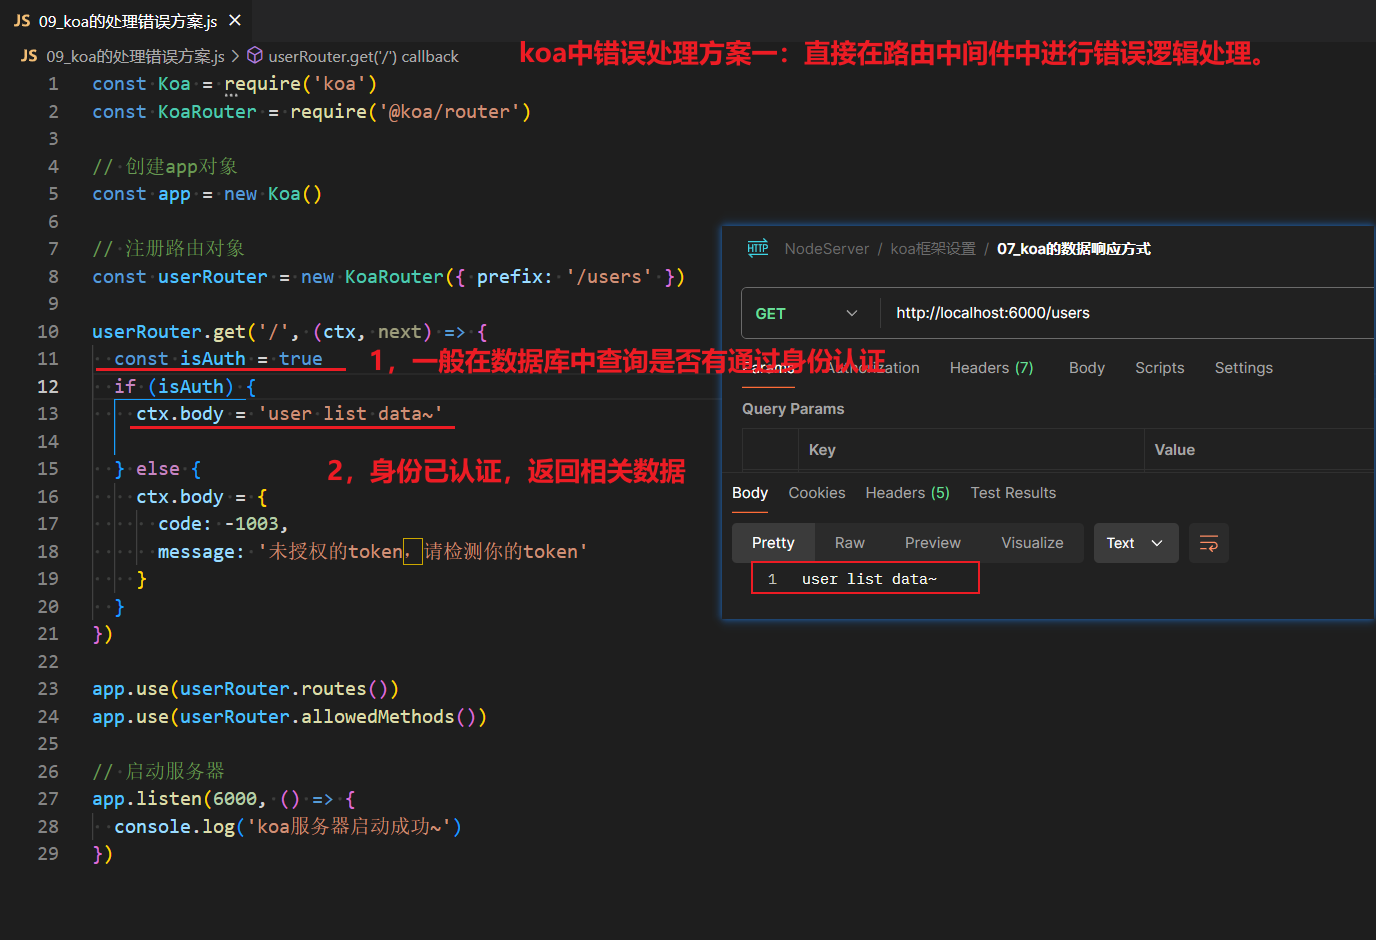 JS 09_koa的处理错误方案.js ×
JS 09_koa的处理错误方案.js > userRouter.get('/') callback
koa中错误处理方案一：直接在路由中间件中进行错误逻辑处理。
1 const Koa = require('koa')
2 const KoaRouter = require('@koa/router')
3
4 // 创建app对象
5 const app = new Koa()
6
7 // 注册路由对象
8 const userRouter = new KoaRouter({ prefix: '/users' })
9
10 userRouter.get('/', (ctx, next) => {
11 const isAuth = true
1，一般在数据库中查询是否有通过身份认证
12 if (isAuth) {
13 ctx.body = 'user list data~'
14
15 } else {
2，身份已认证，返回相关数据
16 ctx.body = {
17 code: -1003,
18 message: '未授权的token，请检测你的token'
19 }
20 }
21 })
22
23 app.use(userRouter.routes())
24 app.use(userRouter.allowedMethods())
25
26 // 启动服务器
27 app.listen(6000, () => {
28 console.log('koa服务器启动成功~')
29 })
HTTP NodeServer / koa框架设置 / 07_koa的数据响应方式
GET http://localhost:6000/users
Params Authorization Headers (7) Body Scripts Settings
Query Params
Key Value
Body Cookies Headers (5) Test Results
Pretty Raw Preview Visualize Text
1 user list data~